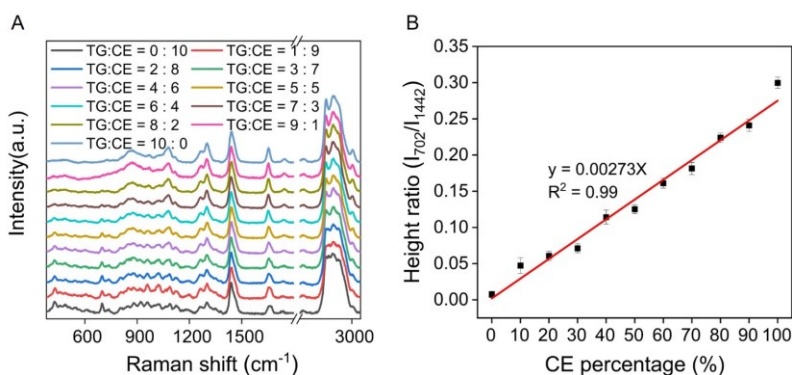 A
TG:CE = 0 : 10 TG:CE = 1 : 9
TG:CE = 2 : 8 TG:CE = 3 : 7
TG:CE = 4 : 6 TG:CE = 5 : 5
TG:CE = 6 : 4 TG:CE = 7 : 3
TG:CE = 8 : 2 TG:CE = 9 : 1
TG:CE = 10 : 0
Intensity(a.u.)
600 900 1200 1500 3000
Raman shift (cm⁻¹)
B
0.35
0.30
0.25
0.20
0.15
0.10
0.05
0.00
Height ratio (I₇₀₂/I₁₄₄₂)
y = 0.00273X
R² = 0.99
0 10 20 30 40 50 60 70 80 90 100
CE percentage (%)